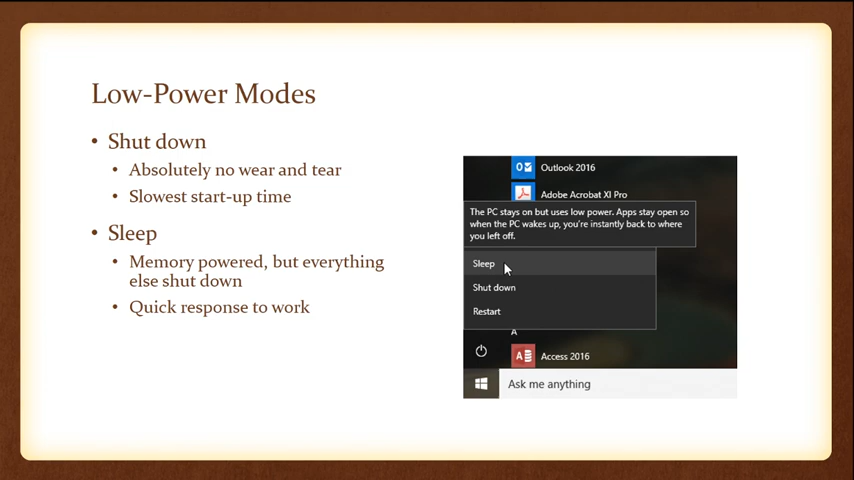 Low-Power Modes
• Shut down
• Absolutely no wear and tear
• Slowest start-up time
• Sleep
• Memory powered, but everything
else shut down
• Quick response to work
Outlook 2016
Adobe Acrobat XI Pro
The PC stays on but uses low power. Apps stay open so
when the PC wakes up, you're instantly back to where
you left off.
Sleep
Shut down
Restart
A
Access 2016
Ask me anything